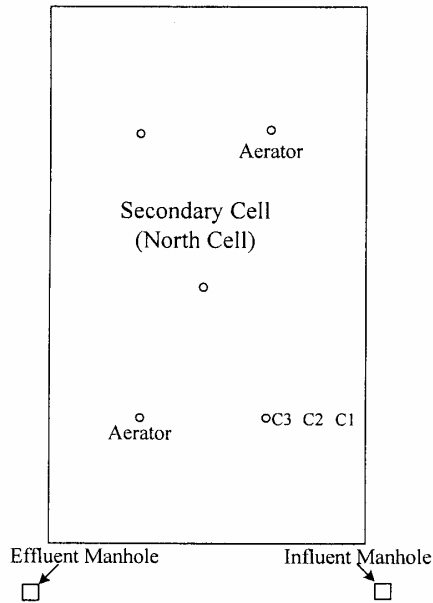 Aerator
Secondary Cell
(North Cell)
C3 C2 C1
Aerator
Effluent Manhole
Influent Manhole